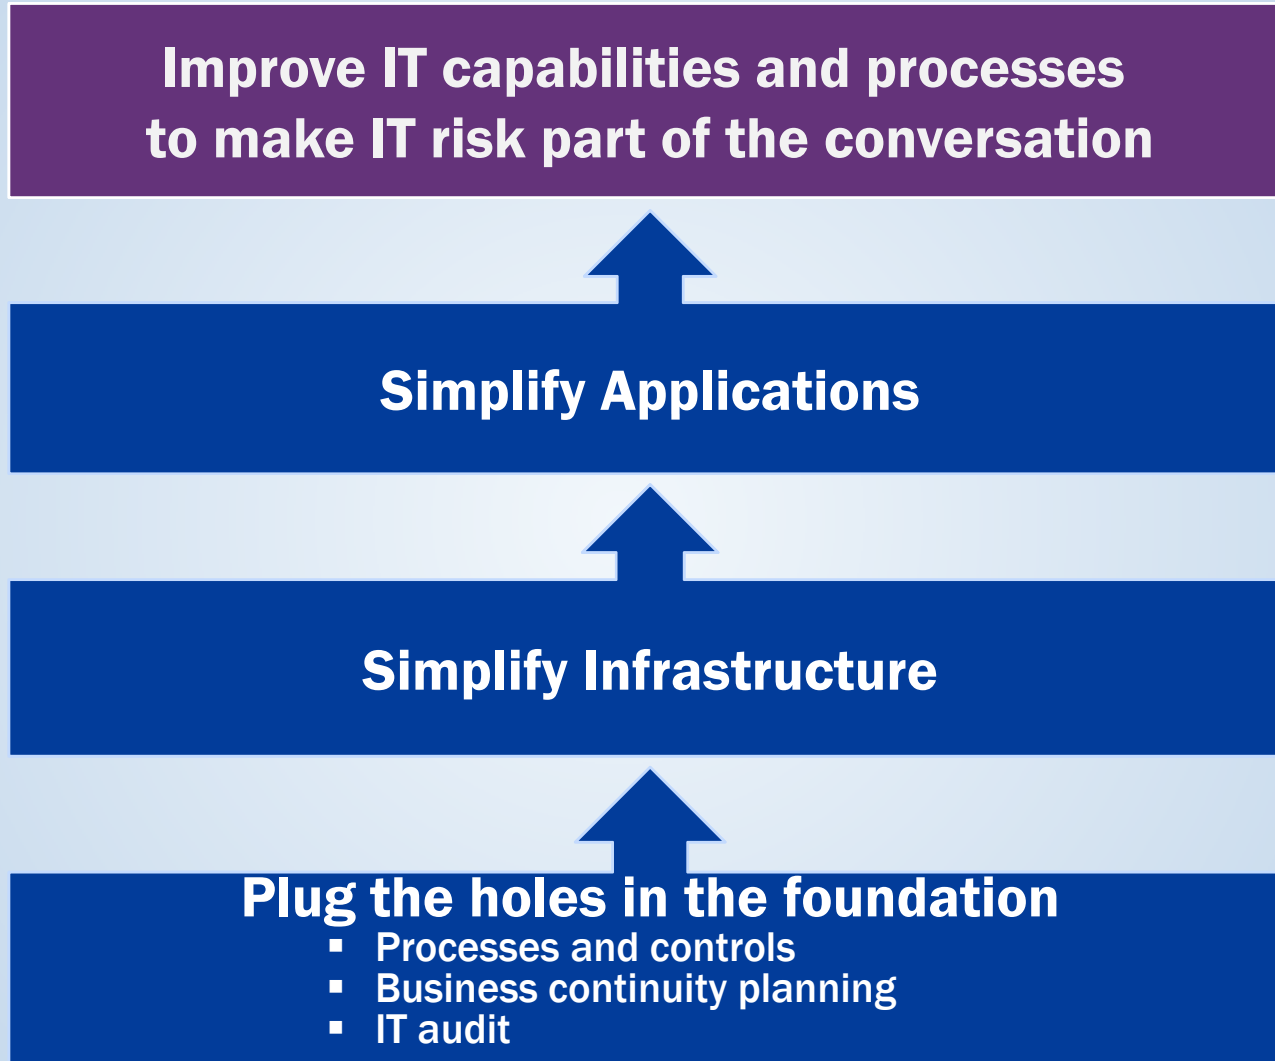 Improve IT capabilities and processes
to make IT risk part of the conversation
Simplify Applications
Simplify Infrastructure
Plug the holes in the foundation
▪ Processes and controls
▪ Business continuity planning
▪ IT audit